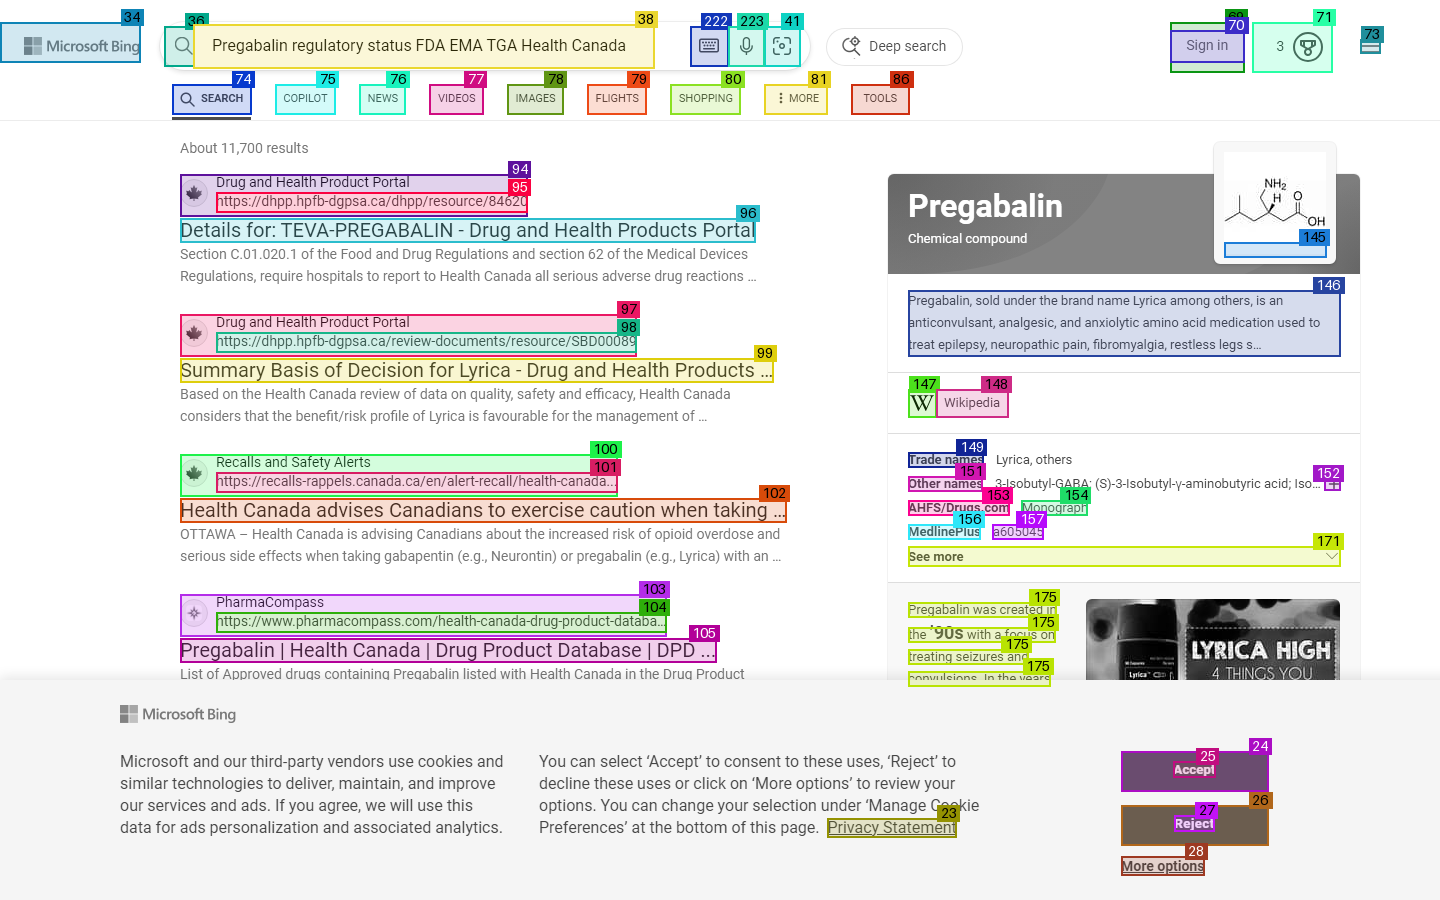 Microsoft Bing
Pregabalin regulatory status FDA EMA TGA Health Canada
Deep search
Sign in
3
SEARCH
COPILOT
NEWS
VIDEOS
IMAGES
FLIGHTS
SHOPPING
MORE
TOOLS
34
36
38
222
223
41
70
71
73
74
75
76
77
78
79
80
81
86
About 11,700 results
94
Drug and Health Product Portal
95
https://dhpp.hpfb-dgpsa.ca/dhpp/resource/84620
96
Details for: TEVA-PREGABALIN - Drug and Health Products Portal
Section C.01.020.1 of the Food and Drug Regulations and section 62 of the Medical Devices
Regulations, require hospitals to report to Health Canada all serious adverse drug reactions ...
97
Drug and Health Product Portal
98
https://dhpp.hpfb-dgpsa.ca/review-documents/resource/SBD00089
99
Summary Basis of Decision for Lyrica - Drug and Health Products ...
Based on the Health Canada review of data on quality, safety and efficacy, Health Canada
considers that the benefit/risk profile of Lyrica is favourable for the management of ...
100
Recalls and Safety Alerts
101
https://recalls-rappels.canada.ca/en/alert-recall/health-canada...
102
Health Canada advises Canadians to exercise caution when taking ...
OTTAWA – Health Canada is advising Canadians about the increased risk of opioid overdose and
serious side effects when taking gabapentin (e.g., Neurontin) or pregabalin (e.g., Lyrica) with an ...
103
PharmaCompass
104
https://www.pharmacompass.com/health-canada-drug-product-databa...
105
Pregabalin | Health Canada | Drug Product Database | DPD ...
List of Approved drugs containing Pregabalin listed with Health Canada in the Drug Product
Pregabalin
Chemical compound
NH2
H
O
OH
145
146
Pregabalin, sold under the brand name Lyrica among others, is an
anticonvulsant, analgesic, and anxiolytic amino acid medication used to
treat epilepsy, neuropathic pain, fibromyalgia, restless legs s...
147
148
W Wikipedia
149
Trade names Lyrica, others
151
152
Other names 3-Isobutyl-GABA; (S)-3-Isobutyl-γ-aminobutyric acid; Iso...
153
154
AHFS/Drugs.com Monograph
156
157
MedlinePlus a605045
171
See more
175
Pregabalin was created in
175
the '90s with a focus on
175
treating seizures and
175
convulsions. In the years
Lyrica
LYRICA HIGH
4 THINGS YOU
Microsoft Bing
Microsoft and our third-party vendors use cookies and
similar technologies to deliver, maintain, and improve
our services and ads. If you agree, we will use this
data for ads personalization and associated analytics.
You can select ‘Accept’ to consent to these uses, ‘Reject’ to
decline these uses or click on ‘More options’ to review your
options. You can change your selection under ‘Manage Cookie
Preferences’ at the bottom of this page. Privacy Statement
23
24
25
Accept
26
27
Reject
28
More options